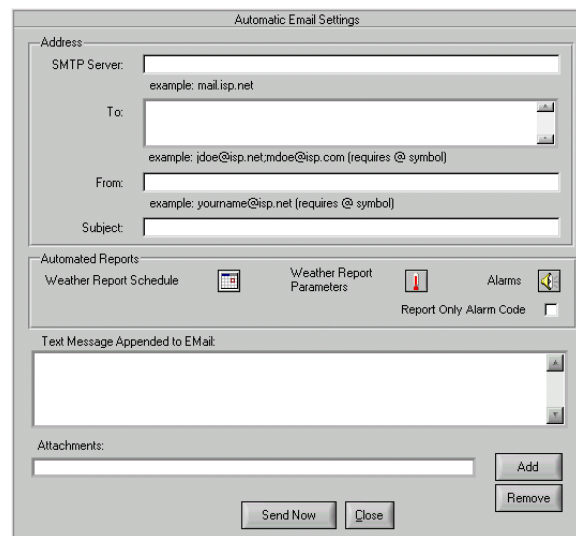 Automatic Email Settings
Address
SMTP Server:
example: mail.isp.net
To:
example: jdoe@isp.net;mdoe@isp.com (requires @ symbol)
From:
example: yourname@isp.net (requires @ symbol)
Subject:
Automated Reports
Weather Report Schedule
Weather Report
Parameters
Alarms
Report Only Alarm Code
Text Message Appended to EMail:
Attachments:
Add
Remove
Send Now
Close